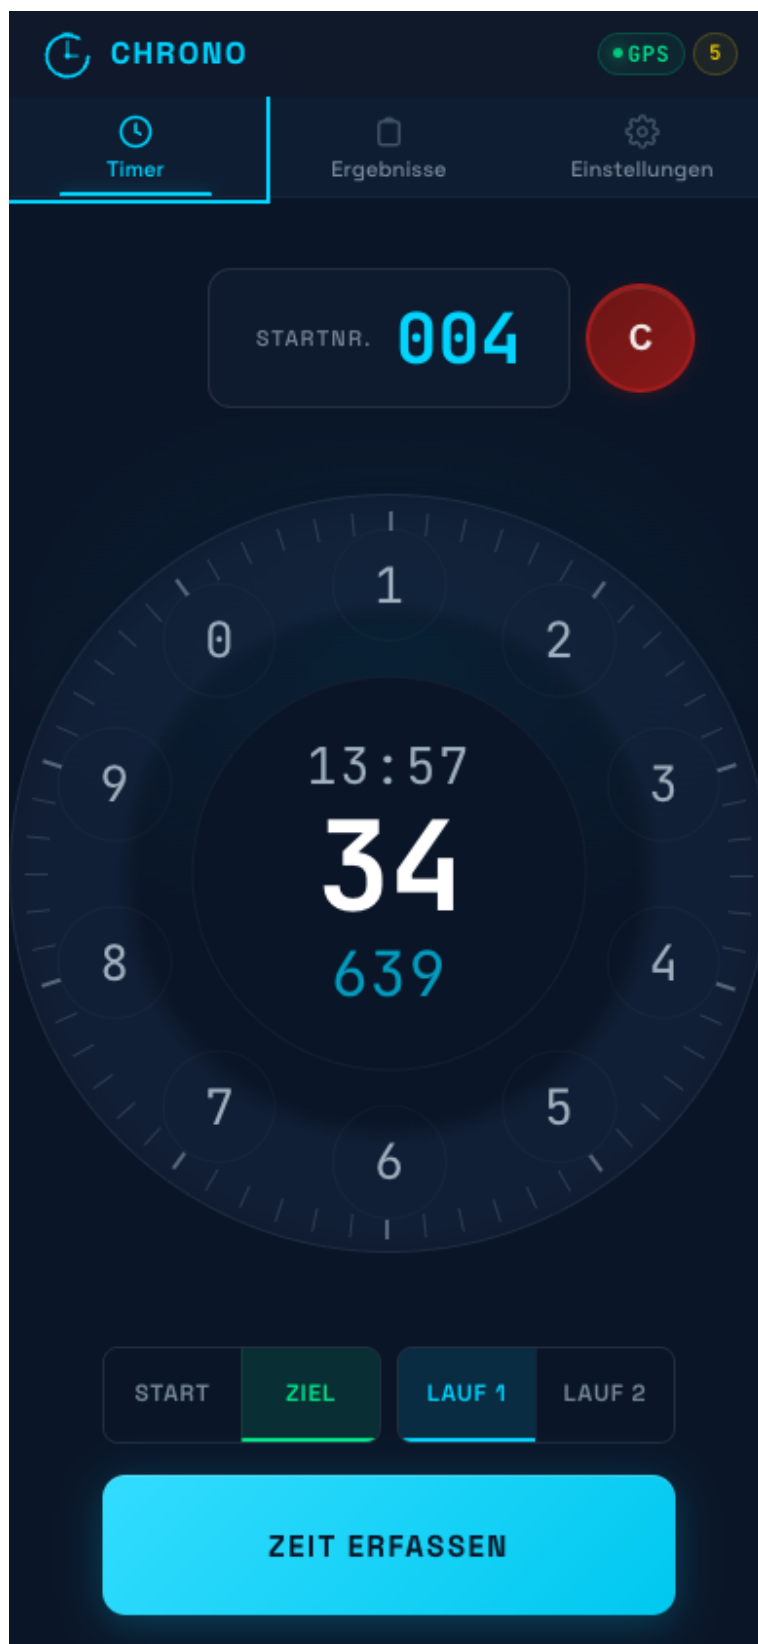 CHRONO
GPS
5
Timer
Ergebnisse
Einstellungen
STARTNR. 004
C
1
0
2
13:57
9
3
34
639
8
4
7
5
6
START
ZIEL
LAUF 1
LAUF 2
ZEIT ERFASSEN